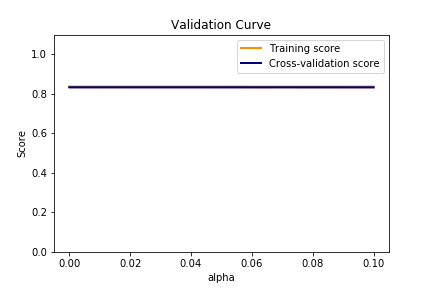 Validation Curve
Training score
Cross-validation score
1.0
0.8
0.6
0.4
0.2
0.0
Score
0.00 0.02 0.04 0.06 0.08 0.10
alpha